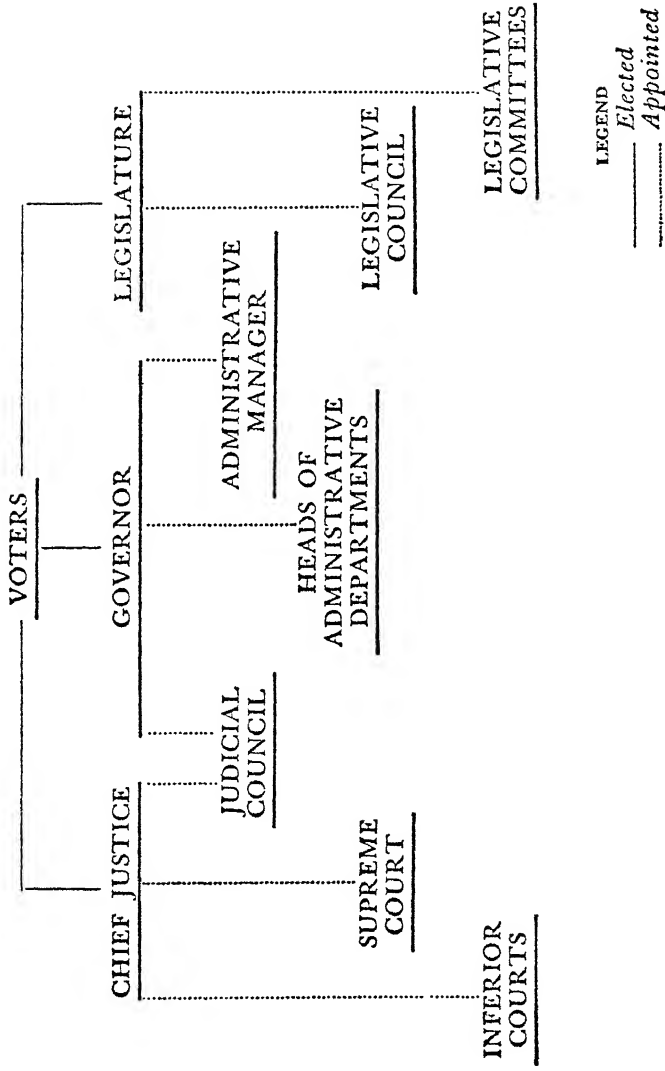 VOTERS
CHIEF JUSTICE
GOVERNOR
LEGISLATURE
JUDICIAL
COUNCIL
ADMINISTRATIVE
MANAGER
HEADS OF
ADMINISTRATIVE
DEPARTMENTS
SUPREME
COURT
LEGISLATIVE
COUNCIL
INFERIOR
COURTS
LEGISLATIVE
COMMITTEES
LEGEND
Elected
Appointed